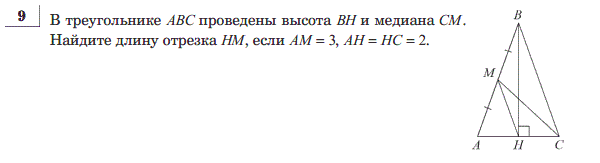 9 В треугольнике ABC проведены высота BH и медиана CM.
Найдите длину отрезка HM, если AM = 3, AH = HC = 2.
B
M
A H C